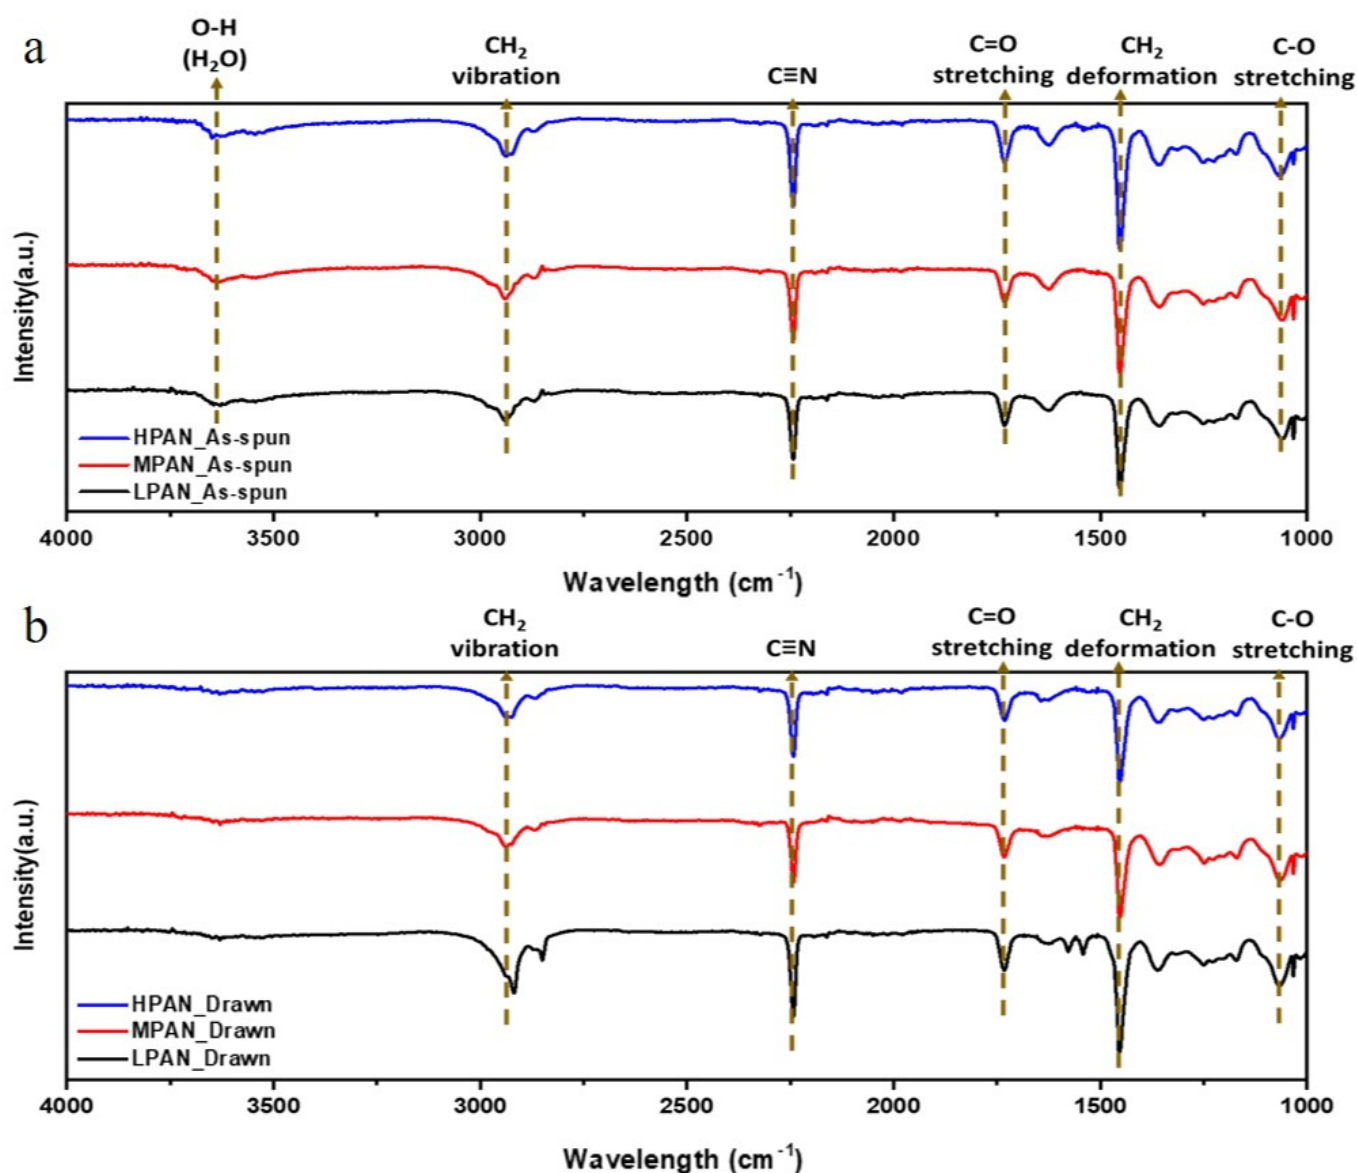 a
O-H
(H₂O)
CH₂
vibration
C≡N
C=O
stretching
CH₂
deformation
C-O
stretching
Intensity(a.u.)
HPAN_As-spun
MPAN_As-spun
LPAN_As-spun
4000 3500 3000 2500 2000 1500 1000
Wavelength (cm⁻¹)
b
CH₂
vibration
C≡N
C=O
stretching
CH₂
deformation
C-O
stretching
Intensity(a.u.)
HPAN_Drawn
MPAN_Drawn
LPAN_Drawn
4000 3500 3000 2500 2000 1500 1000
Wavelength (cm⁻¹)